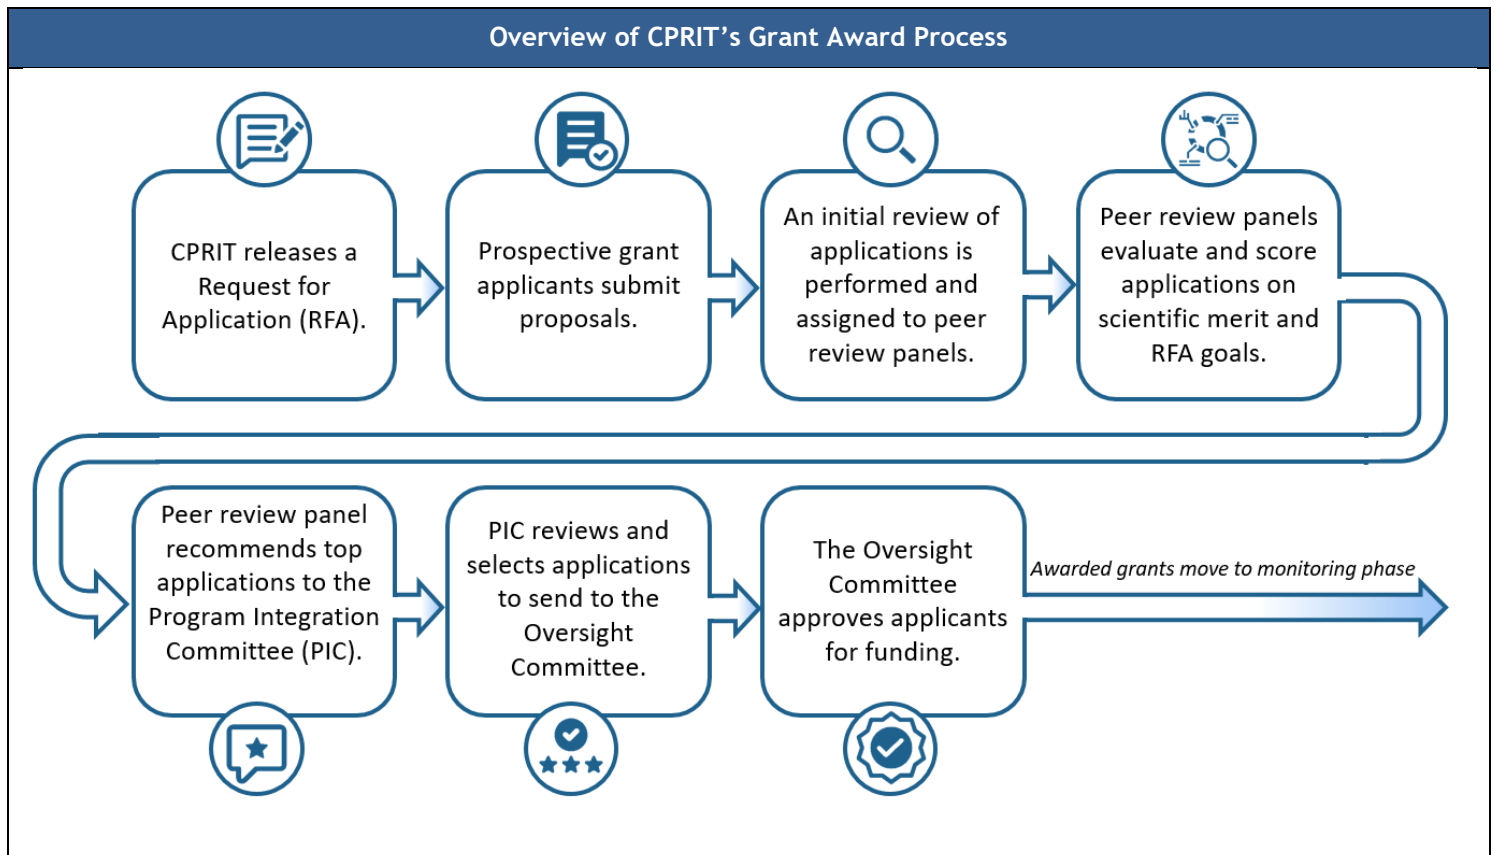 Overview of CPRIT’s Grant Award Process
CPRIT releases a
Request for
Application (RFA).
Prospective grant
applicants submit
proposals.
An initial review of
applications is
performed and
assigned to peer
review panels.
Peer review panels
evaluate and score
applications on
scientific merit and
RFA goals.
Peer review panel
recommends top
applications to the
Program Integration
Committee (PIC).
PIC reviews and
selects applications
to send to the
Oversight
Committee.
The Oversight
Committee
approves applicants
for funding.
Awarded grants move to monitoring phase